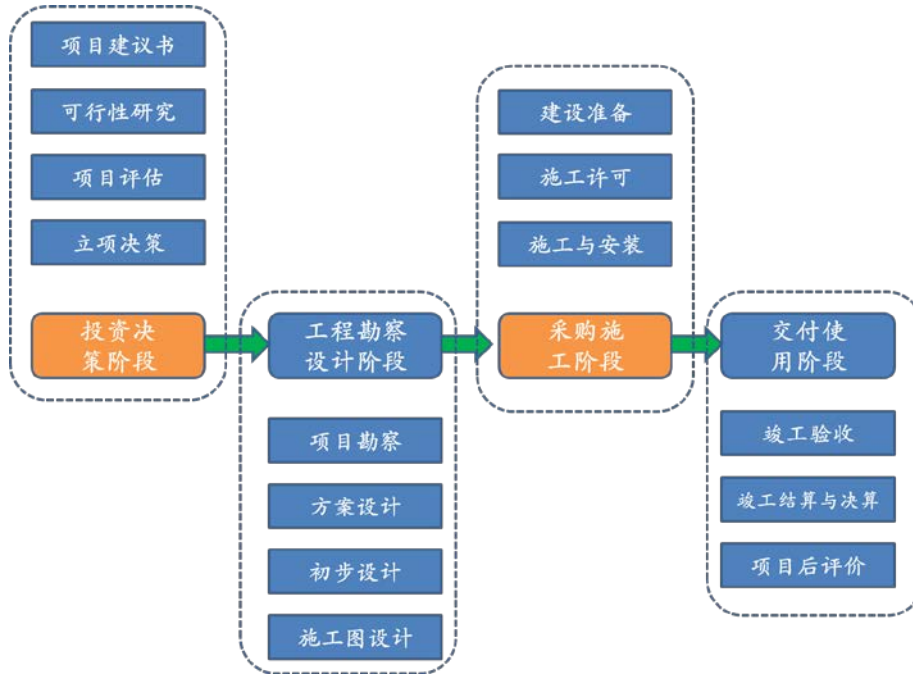 项目建议书
可行性研究
项目评估
立项决策
投资决
策阶段
工程勘察
设计阶段
项目勘察
方案设计
初步设计
施工图设计
建设准备
施工许可
施工与安装
采购施
工阶段
交付使
用阶段
竣工验收
竣工结算与决算
项目后评价